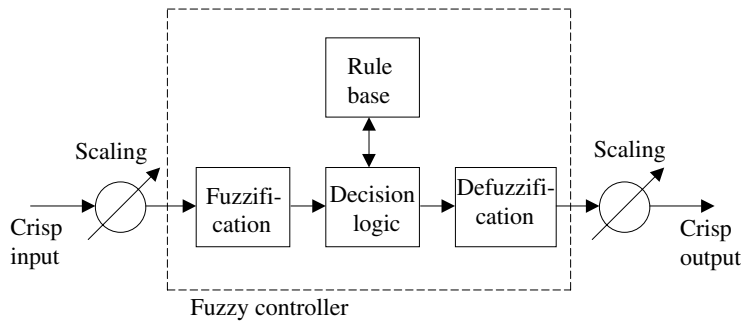 Rule
base
Scaling
Scaling
Fuzzifi-
cation
Decision
logic
Defuzzifi-
cation
Crisp
input
Crisp
output
Fuzzy controller